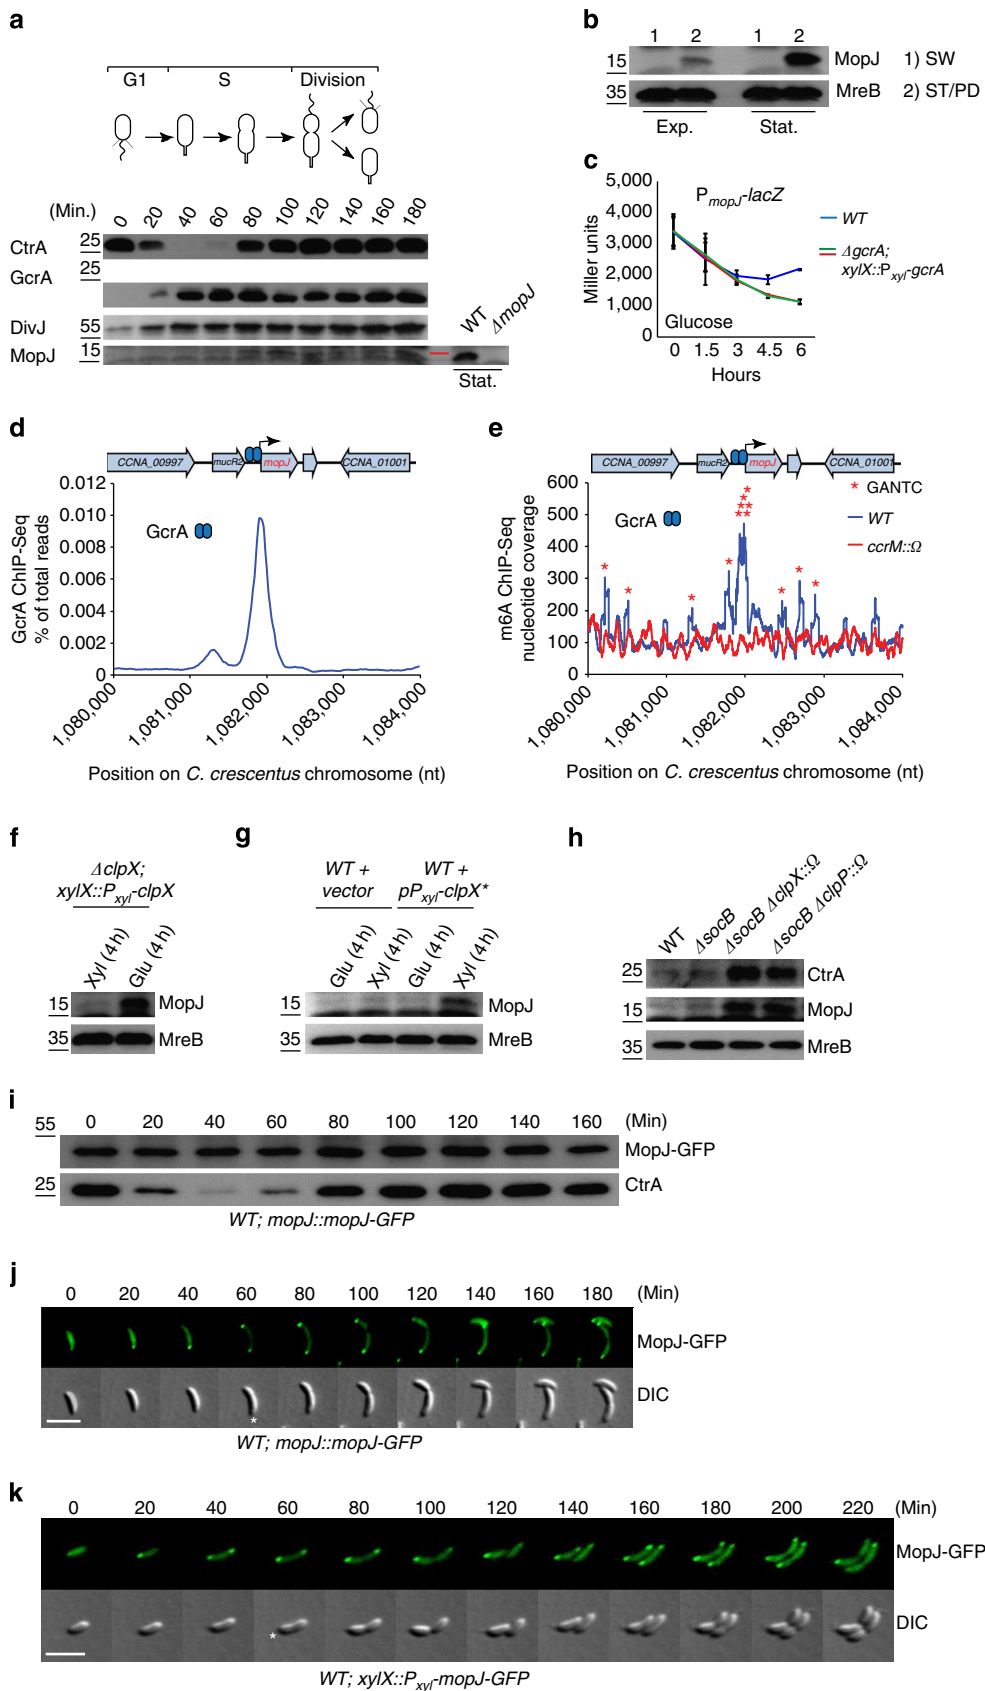 a
G1 S Division
(Min.) 0 20 40 60 80 100 120 140 160 180
CtrA 25
GcrA 25
DivJ 55
MopJ 15
WT ΔmopJ
Stat.
b
1 2 1 2
15 MopJ 1) SW
35 MreB 2) ST/PD
Exp. Stat.
c
PmopJ-lacZ
Miller units
5,000
4,000
3,000
2,000
1,000
0
Glucose
0 1.5 3 4.5 6
Hours
WT
ΔgcrA;
xylX::Pxyl-gcrA
d
CCNA_00997 mucR2 mopJ CCNA_01001
GcrA ChIP-Seq
% of total reads
0.012
0.010
0.008
0.006
0.004
0.002
0
GcrA
1,080,000 1,081,000 1,082,000 1,083,000 1,084,000
Position on C. crescentus chromosome (nt)
e
CCNA_00997 mucR2 mopJ CCNA_01001
m6A ChIP-Seq
nucleotide coverage
600
500
400
300
200
100
0
GcrA
* GANTC
WT
ccrM::Ω
* * * * * * * * * * *
1,080,000 1,081,000 1,082,000 1,083,000 1,084,000
Position on C. crescentus chromosome (nt)
f
ΔclpX;
xylX::Pxyl-clpX
Xyl (4 h) Glu (4 h)
15 MopJ
35 MreB
g
WT +
vector
WT +
pPxyl-clpX*
Glu (4 h) Xyl (4 h) Glu (4 h) Xyl (4 h)
15 MopJ
35 MreB
h
WT ΔsocB ΔsocB ΔclpX::Ω ΔsocB ΔclpP::Ω
25 CtrA
15 MopJ
35 MreB
i
0 20 40 60 80 100 120 140 160 (Min)
55 MopJ-GFP
25 CtrA
WT; mopJ::mopJ-GFP
j
0 20 40 60 80 100 120 140 160 180 (Min)
MopJ-GFP
DIC
*
WT; mopJ::mopJ-GFP
k
0 20 40 60 80 100 120 140 160 180 200 220 (Min)
MopJ-GFP
DIC
*
WT; xylX::Pxyl-mopJ-GFP